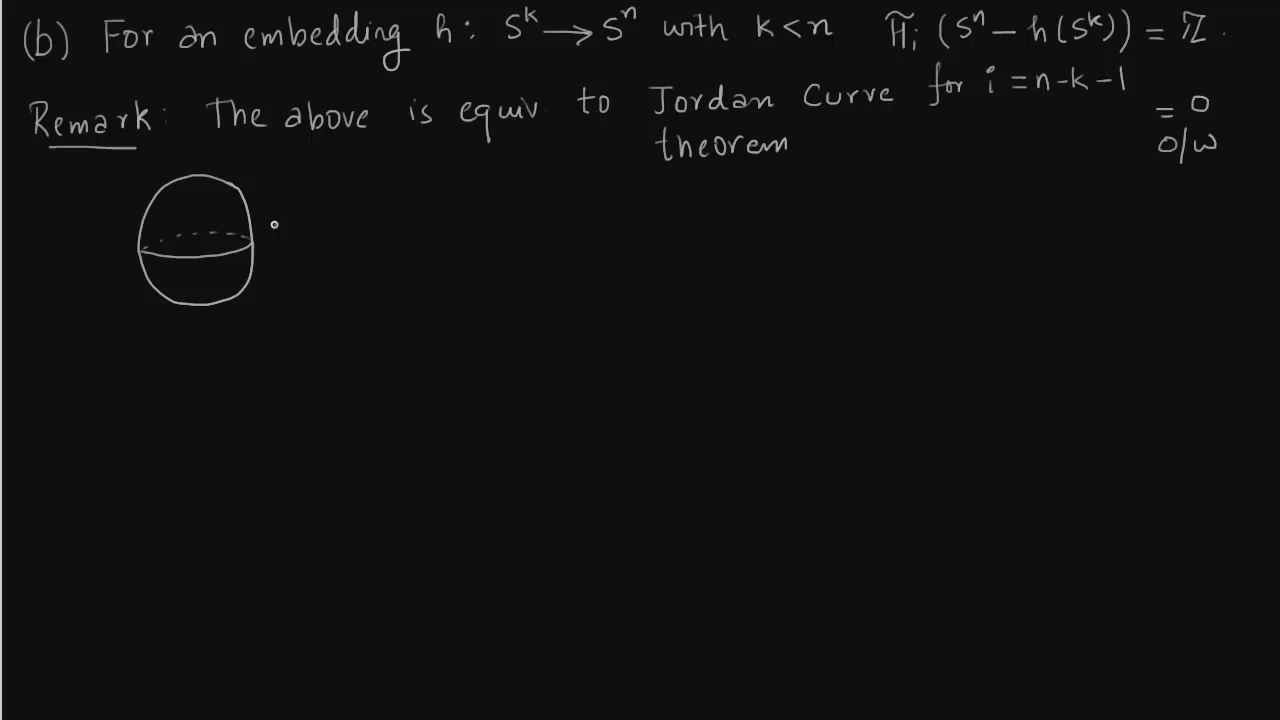 (b) For an embedding h: S^k → S^n with k < n H̃_i (S^n − h(S^k)) = ℤ
for i = n-k-1
= 0 o/w
Remark: The above is equiv. to Jordan Curve theorem